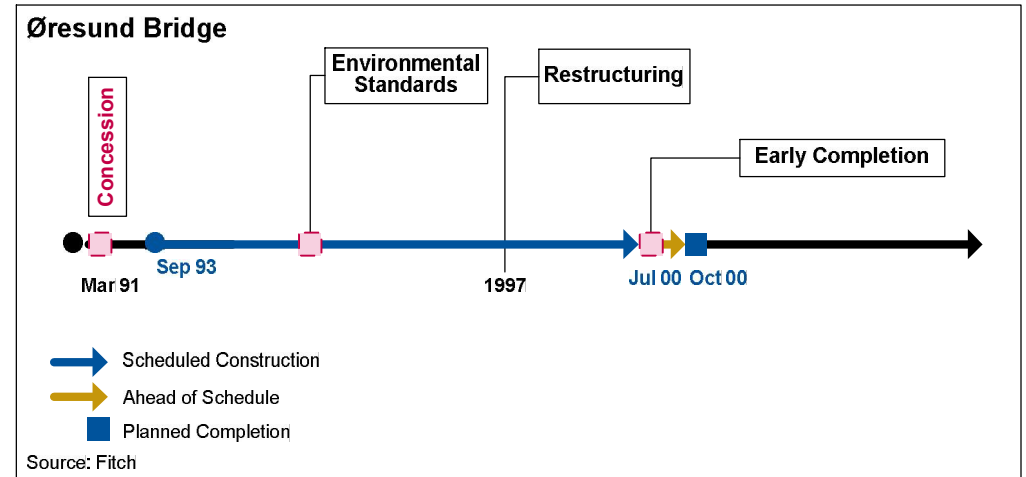 Øresund Bridge
Concession
Environmental
Standards
Restructuring
Early Completion
Mar 91
Sep 93
1997
Jul 00
Oct 00
Scheduled Construction
Ahead of Schedule
Planned Completion
Source: Fitch